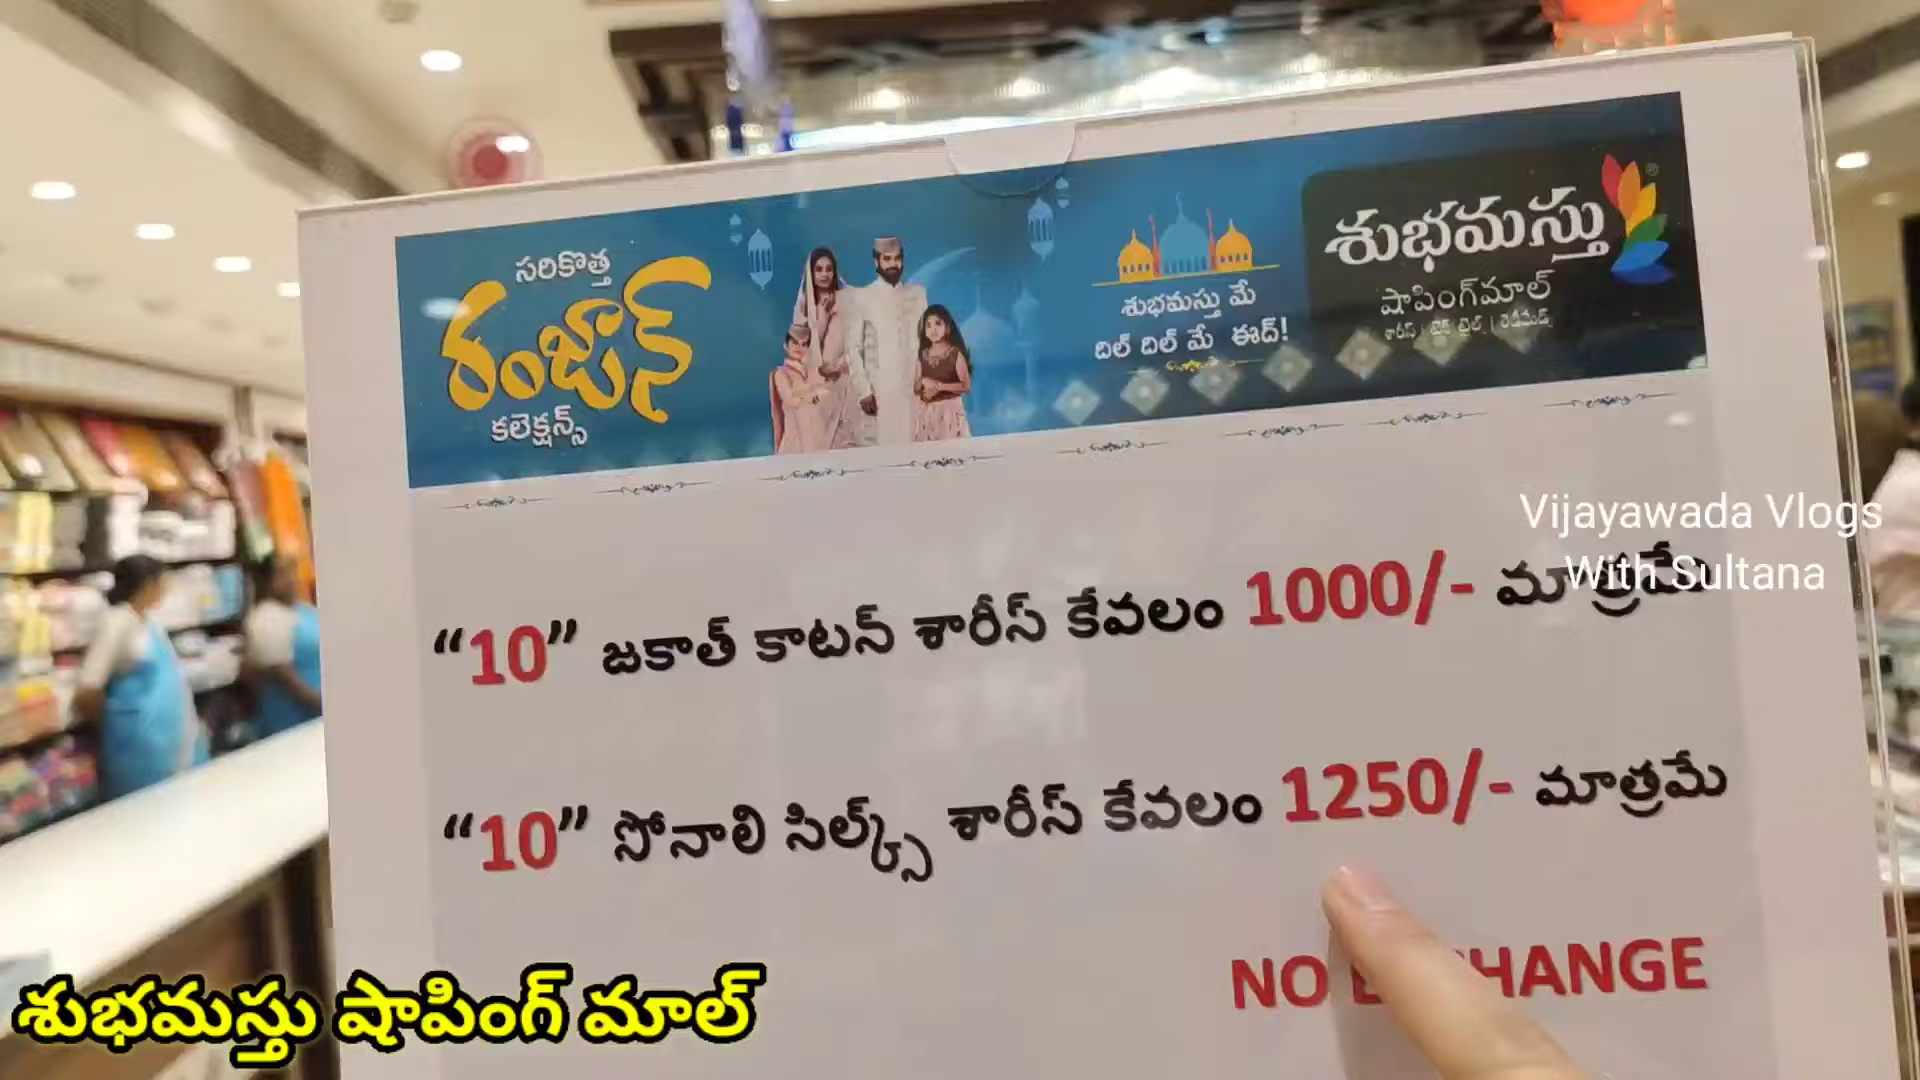 సరికొత్త
రంజాన్
కలెక్షన్స్
శుభమస్తు మే
దిల్ దిల్ మే ఈద్!
శుభమస్తు
®
షాపింగ్‌మాల్
Vijayawada Vlogs
With Sultana
“10” జకాత్ కాటన్ శారీస్ కేవలం 1000/- మాత్రమే
“10” సోనాలి సిల్క్స్ శారీస్ కేవలం 1250/- మాత్రమే
NO EXCHANGE
శుభమస్తు షాపింగ్ మాల్